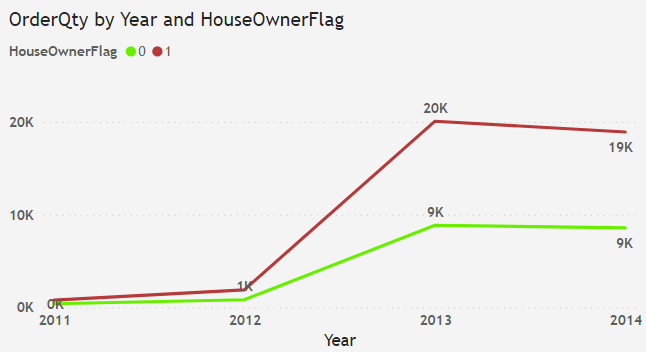 OrderQty by Year and HouseOwnerFlag
HouseOwnerFlag 0 1
20K
20K
19K
10K
9K
9K
1K
0K
0K
2011 2012 2013 2014
Year